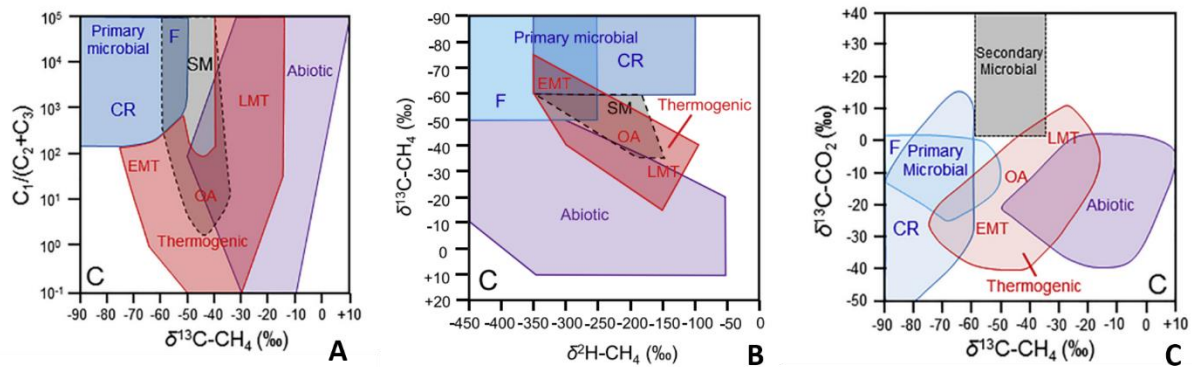 10⁵
10⁴
10³
10²
10¹
10⁰
10⁻¹
C₁/(C₂+C₃)
Primary
microbial
F
SM
CR
LMT
Abiotic
EMT
OA
Thermogenic
C
-90 -80 -70 -60 -50 -40 -30 -20 -10 0 +10
δ¹³C-CH₄ (‰)
A
-90
-80
-70
-60
-50
-40
-30
-20
-10
0
+10
+20
δ¹³C-CH₄ (‰)
Primary microbial
CR
EMT
F
SM
Thermogenic
OA
LMT
Abiotic
C
-450 -400 -350 -300 -250 -200 -150 -100 -50 0
δ²H-CH₄ (‰)
B
+40
+30
+20
+10
0
-10
-20
-30
-40
-50
δ¹³C-CO₂ (‰)
Secondary
Microbial
F
Primary
Microbial
LMT
OA
CR
EMT
Abiotic
Thermogenic
C
-90 -80 -70 -60 -50 -40 -30 -20 -10 0 +10
δ¹³C-CH₄ (‰)
C